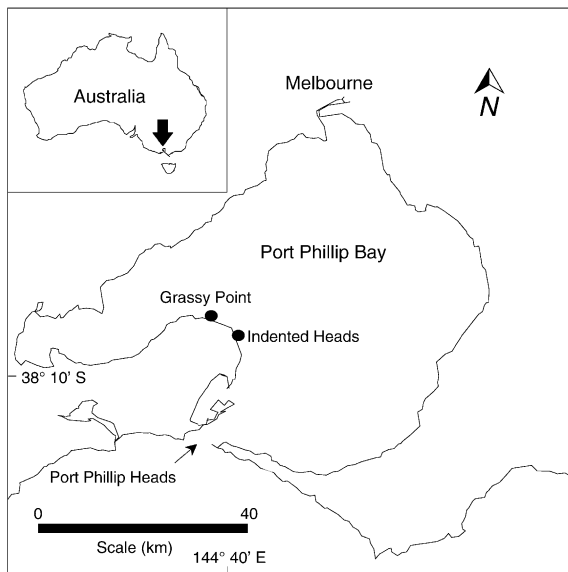 Melbourne
Australia
N
Port Phillip Bay
Grassy Point
Indented Heads
38° 10' S
Port Phillip Heads
0 40
Scale (km)
144° 40' E